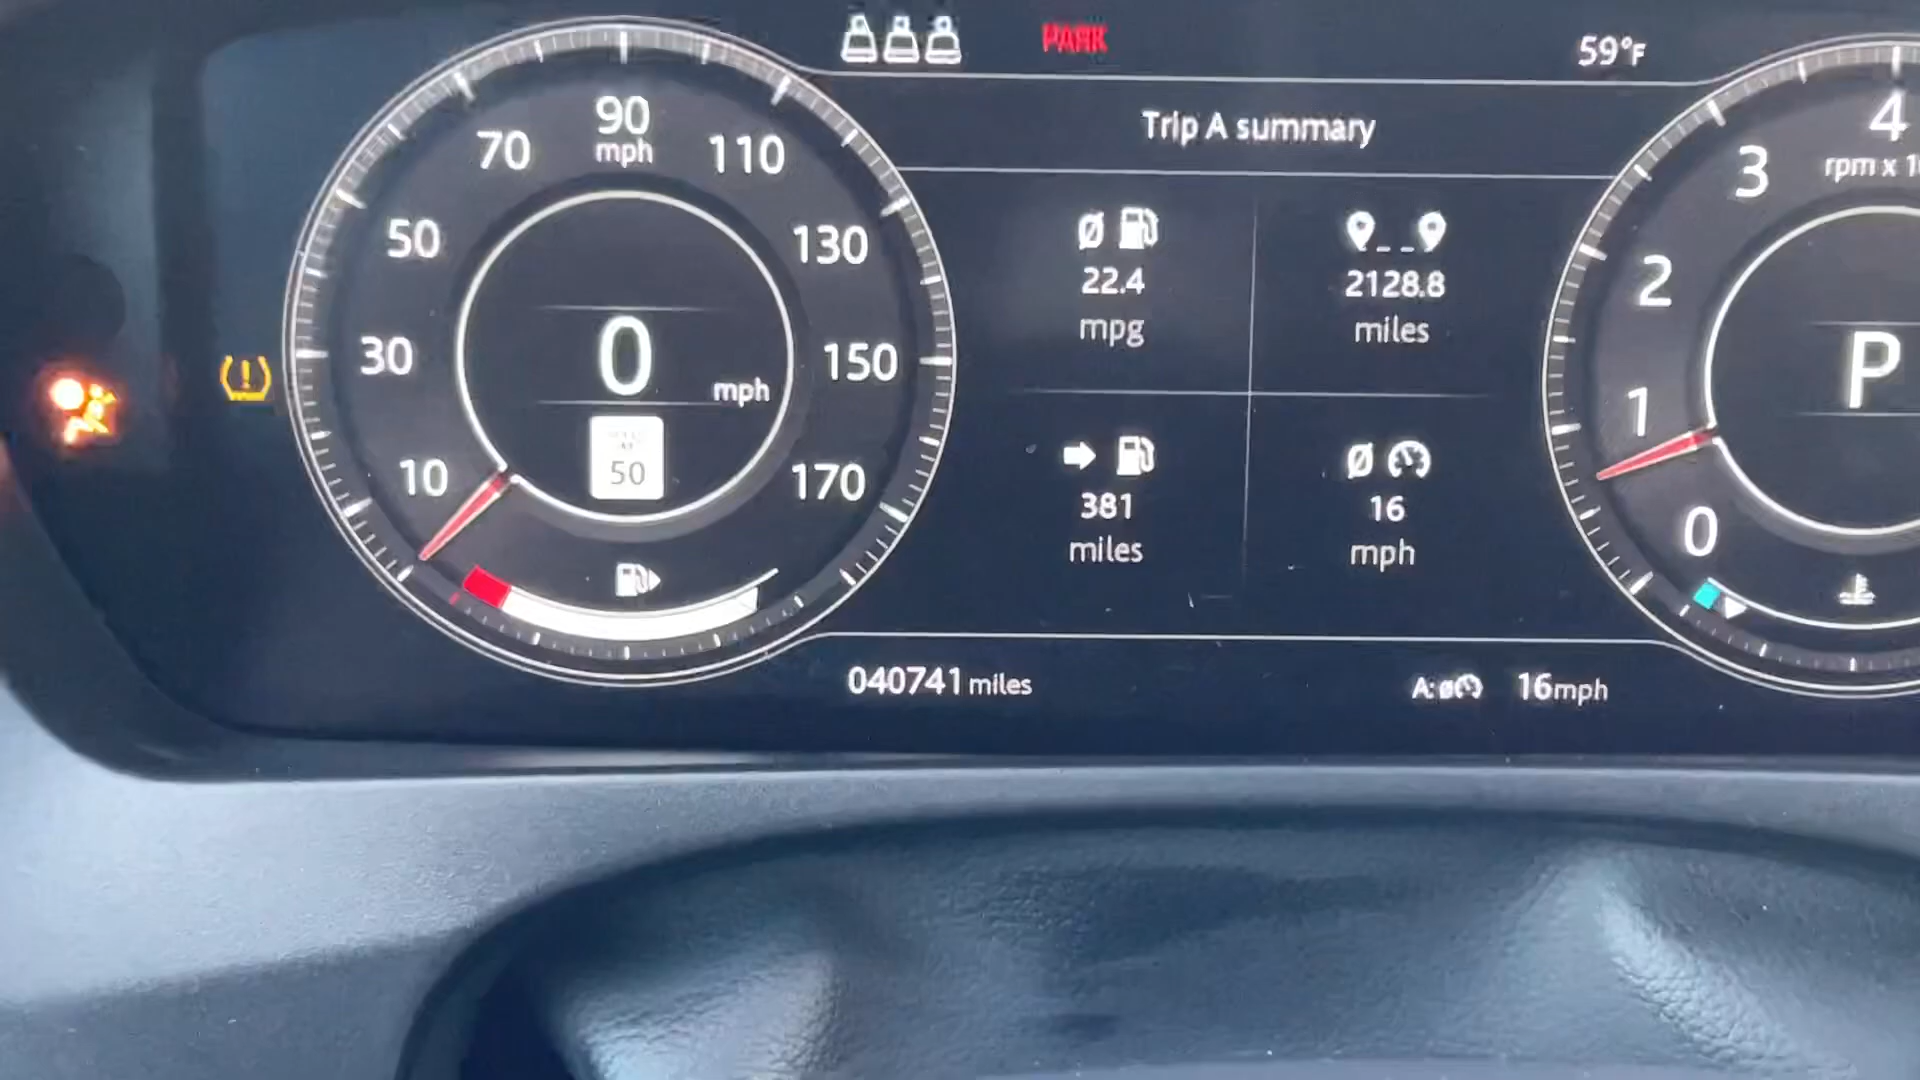 PARK
59°F
Trip A summary
10
30
50
70
90
mph
110
130
150
170
0
mph
50
22.4
mpg
2128.8
miles
381
miles
16
mph
0
1
2
3
4
rpm x 1
P
040741 miles
A:ø 16mph